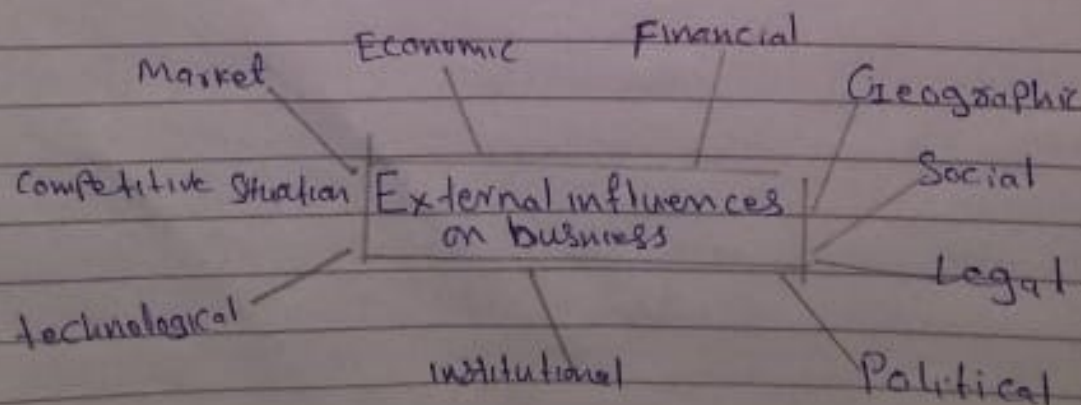 Economic
Financial
Market
Geographic
Competitive Situation
External influences
on business
Social
Legal
technological
institutional
Political